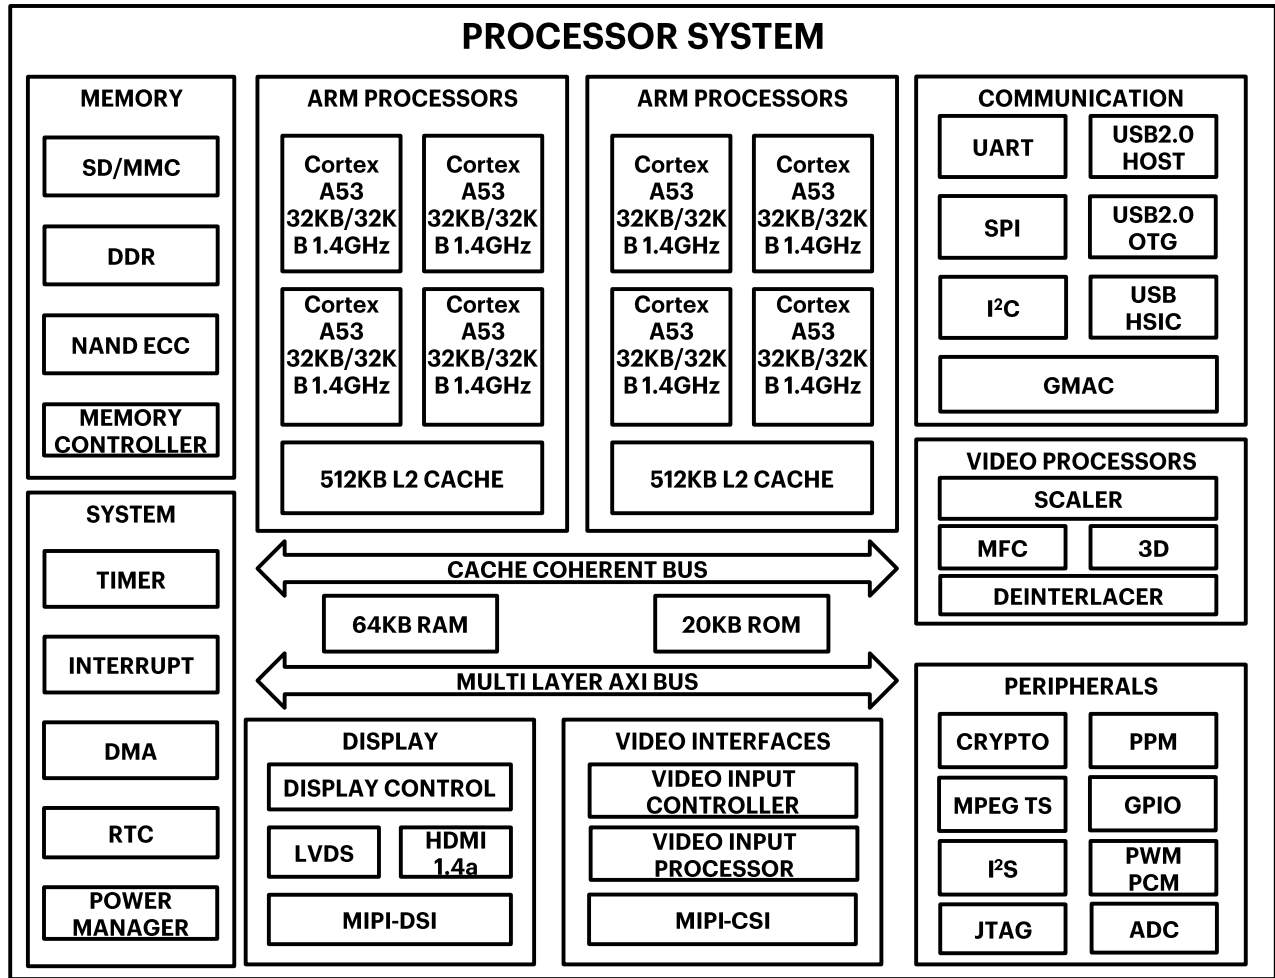 PROCESSOR SYSTEM
MEMORY
SD/MMC
DDR
NAND ECC
MEMORY
CONTROLLER
SYSTEM
TIMER
INTERRUPT
DMA
RTC
POWER
MANAGER
ARM PROCESSORS
Cortex
A53
32KB/32K
B 1.4GHz
Cortex
A53
32KB/32K
B 1.4GHz
Cortex
A53
32KB/32K
B 1.4GHz
Cortex
A53
32KB/32K
B 1.4GHz
512KB L2 CACHE
ARM PROCESSORS
Cortex
A53
32KB/32K
B 1.4GHz
Cortex
A53
32KB/32K
B 1.4GHz
Cortex
A53
32KB/32K
B 1.4GHz
Cortex
A53
32KB/32K
B 1.4GHz
512KB L2 CACHE
CACHE COHERENT BUS
64KB RAM
20KB ROM
MULTI LAYER AXI BUS
DISPLAY
DISPLAY CONTROL
LVDS
HDMI
1.4a
MIPI-DSI
VIDEO INTERFACES
VIDEO INPUT
CONTROLLER
VIDEO INPUT
PROCESSOR
MIPI-CSI
COMMUNICATION
UART
USB2.0
HOST
SPI
USB2.0
OTG
I²C
USB
HSIC
GMAC
VIDEO PROCESSORS
SCALER
MFC
3D
DEINTERLACER
PERIPHERALS
CRYPTO
PPM
MPEG TS
GPIO
I²S
PWM
PCM
JTAG
ADC